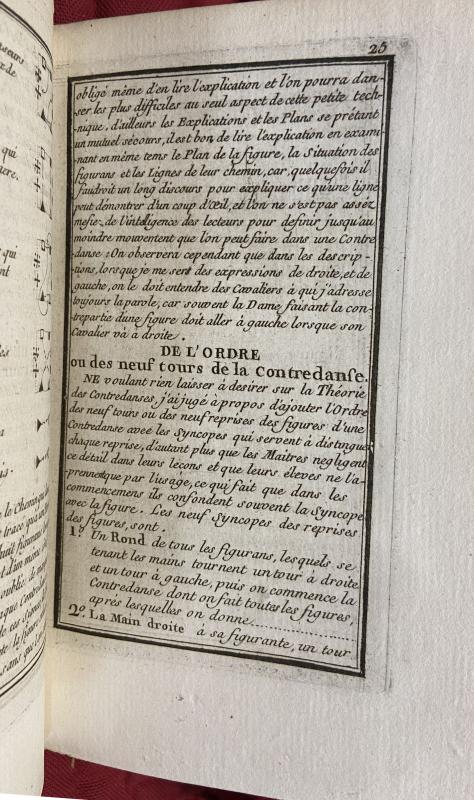 25
obligé même d'en lire l'explication et l'on pourra dan-
-ser les plus difficiles au seul aspect de cette petite tech-
-nique, d'ailleurs les Explications et les Plans se prêtant
un mutuel sécours, il est bon, de lire l'explication en exami
-nant en même tems le Plan de la figure, la Situation des
figurans et les Lignes de leur chemin, car, quelquefois il
faudroit un long discours pour expliquer ce qu'une ligne
peut démontrer d'un coup d'Œil, et l'on ne s'est pas assez
mefié de l'intelligence des lecteurs pour definir jusqu'au
moindre mouvement que l'on peut faire dans une Contre
danse : On observera cependant que dans les descrip -
-tions, lorsque je me sers des expressions de droite, et de
gauche, on le doit entendre des Cavaliers à qui j'adresse
toujours la parole, car souvent la Dame faisant la con-
trepartie d'une figure doit aller à gauche lorsque son
Cavalier va à droite.
DE L'ORDRE
ou des neuf tours de la Contredanse.
NE voulant rien laisser à desirer sur la Théorie
des Contredanses, j'ai jugé à propos d'ajouter l'Ordre
des neuf tours ou des neuf reprises des figures d'une
Contredanse avec les Syncopes qui servent à distinguer
chaque reprise, d'autant plus que les Maitres négligent
ce détail dans leurs lecons et que leurs éleves ne l'a-
prennent que par l'usage, ce qui fait que dans les
commencemens ils confondent souvent la Syncope
avec la figure. Les neuf Syncopes des reprises
des figures, sont.
1.º Un Rond de tous les figurans, lesquels se
tenant les mains tournent un tour à droite
et un tour à gauche, puis on commence la
Contredanse dont on fait toutes les figures,
après lesquelles on donne..................
2.º La Main droite à sa figurante, un tour